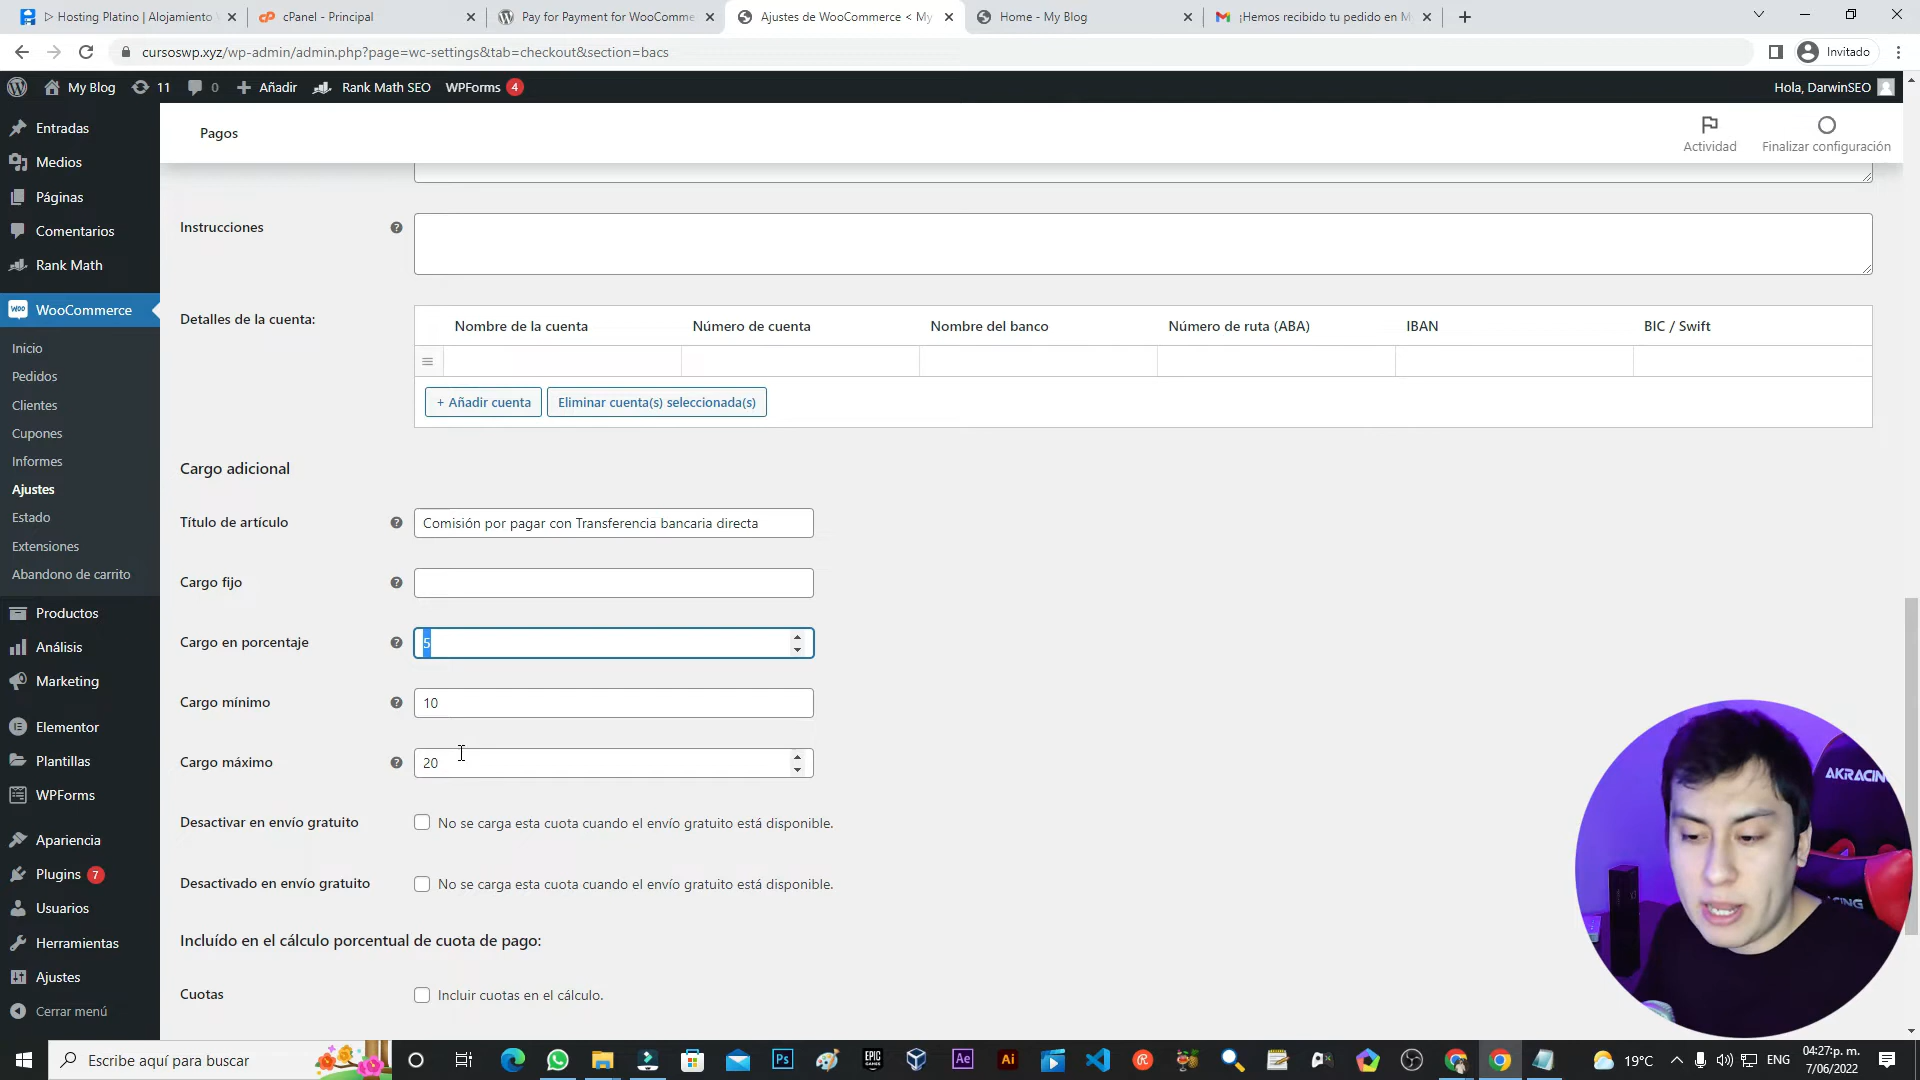 ▷ Hosting Platino | Alojamiento
cPanel - Principal
Pay for Payment for WooComme
Ajustes de WooCommerce < My
Home - My Blog
¡Hemos recibido tu pedido en M
cursoswp.xyz/wp-admin/admin.php?page=wc-settings&tab=checkout&section=bacs
Invitado
My Blog
11
0
Añadir
Rank Math SEO
WPForms 4
Hola, DarwinSEO
Entradas
Medios
Páginas
Comentarios
Rank Math
WooCommerce
Inicio
Pedidos
Clientes
Cupones
Informes
Ajustes
Estado
Extensiones
Abandono de carrito
Productos
Análisis
Marketing
Elementor
Plantillas
WPForms
Apariencia
Plugins 7
Usuarios
Herramientas
Ajustes
Cerrar menú
Pagos
Actividad
Finalizar configuración
Instrucciones
Detalles de la cuenta:
Nombre de la cuenta
Número de cuenta
Nombre del banco
Número de ruta (ABA)
IBAN
BIC / Swift
+ Añadir cuenta
Eliminar cuenta(s) seleccionada(s)
Cargo adicional
Título de artículo
Comisión por pagar con Transferencia bancaria directa
Cargo fijo
Cargo en porcentaje
5
Cargo mínimo
10
Cargo máximo
20
Desactivar en envío gratuito
No se carga esta cuota cuando el envío gratuito está disponible.
Desactivado en envío gratuito
No se carga esta cuota cuando el envío gratuito está disponible.
Incluído en el cálculo porcentual de cuota de pago:
Cuotas
Incluir cuotas en el cálculo.
AKRACING
Escribe aquí para buscar
19°C
ENG
04:27:p. m.
7/06/2022